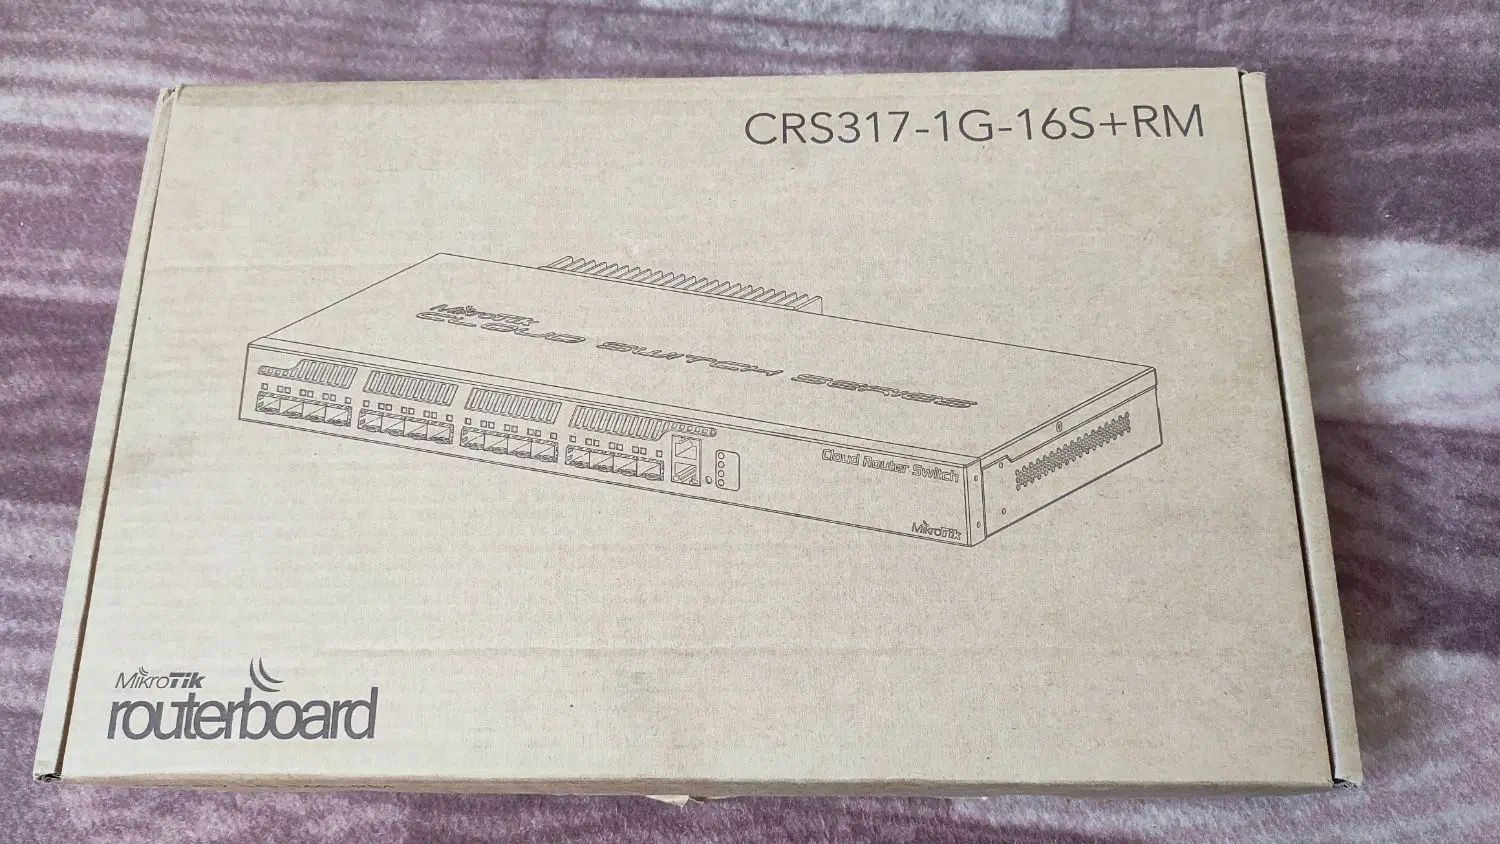 CRS317-1G-16S+RM
MikroTik
CLOUD SWITCH SERIES
Cloud Router Switch
MikroTik
MikroTik
routerboard